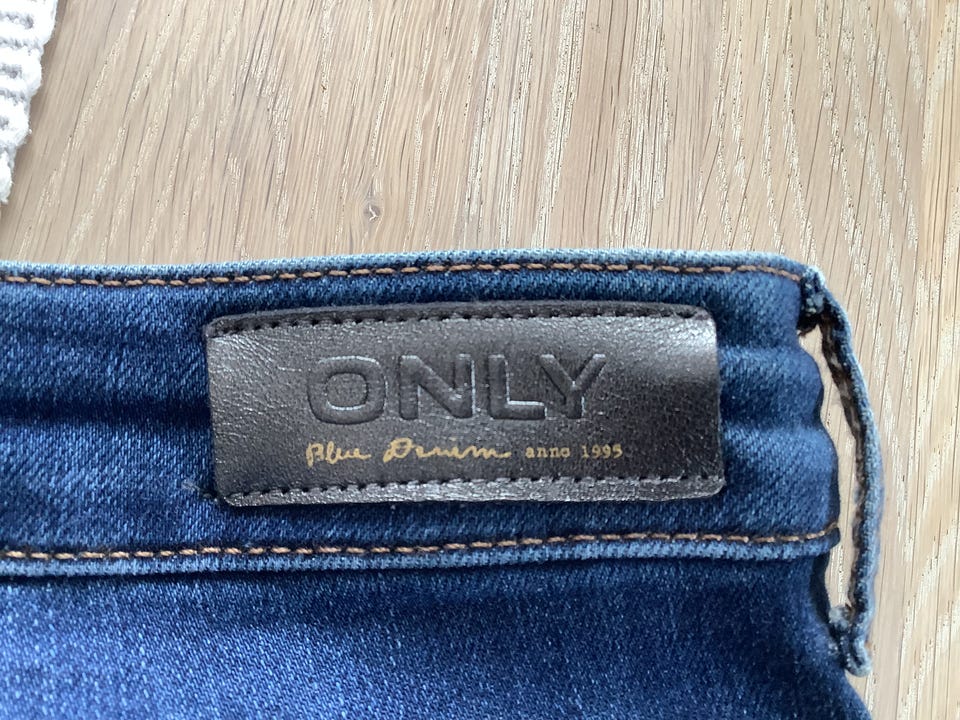 ONLY
Blue Denim anno 1995